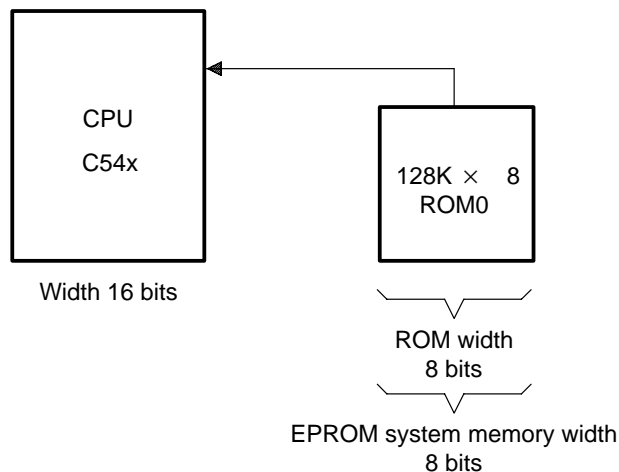 CPU
C54x
128K × 8
ROM0
Width 16 bits
ROM width
8 bits
EPROM system memory width
8 bits